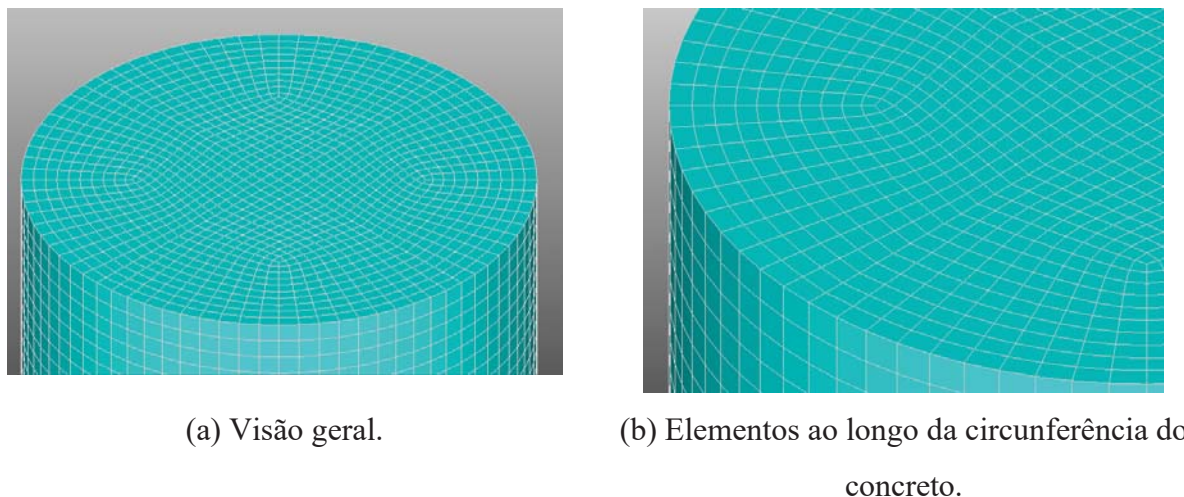 (a) Visão geral.
(b) Elementos ao longo da circunferência do
concreto.